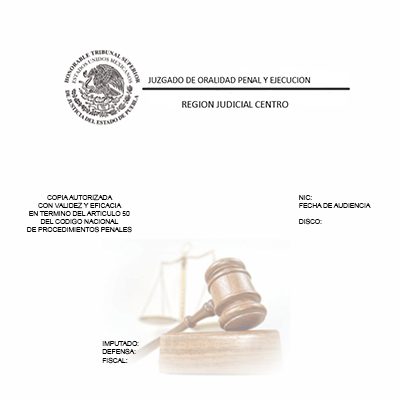 HONORABLE TRIBUNAL SUPERIOR
ESTADOS UNIDOS MEXICANOS
DE JUSTICIA DEL ESTADO DE PUEBLA
JUZGADO DE ORALIDAD PENAL Y EJECUCION
REGION JUDICIAL CENTRO
COPIA AUTORIZADA
CON VALIDEZ Y EFICACIA
EN TERMINO DEL ARTICULO 50
DEL CODIGO NACIONAL
DE PROCEDIMIENTOS PENALES
NIC:
FECHA DE AUDIENCIA
DISCO:
IMPUTADO:
DEFENSA:
FISCAL: